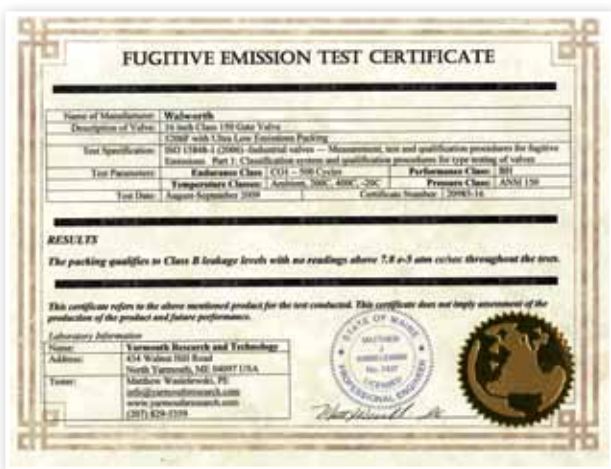 FUGITIVE EMISSION TEST CERTIFICATE
Name of Manufacturer: Walworth
Description of Valve: 16 inch Class 150 Gate Valve
with Ultra Low Emissions Packing
Test Specification: ISO 15848-1 (2006) -Industrial valves — Measurement, test and qualification procedures for fugitive
Emissions Part 1: Classification system and qualification procedures for type testing of valves
Test Parameters: Endurance Class: CO1 – 500 Cycles Performance Class:
Temperature Classes: Ambient, 400C, -20C Pressure Class: ANSI 150
Test Date: August-September 2009 Certificate Number: 20985-16
RESULTS
The packing qualifies to Class B leakage levels with no readings above 7.8 e-5 atm cc/sec throughout the tests.
This certificate refers to the above mentioned product for the test conducted. This certificate does not imply assessment of the
production of the product and future performance.
Laboratory Information
Name: Yarmouth Research and Technology
Address: 434 Walnut Hill Road
North Yarmouth, ME 04097 USA
Tester: Matthew Wasielewski, PE
info@yarmouthresearch.com
www.yarmouthresearch.com
(207) 829-5359
STATE OF MAINE
MATTHEW
J
LICENSED
PROFESSIONAL ENGINEER